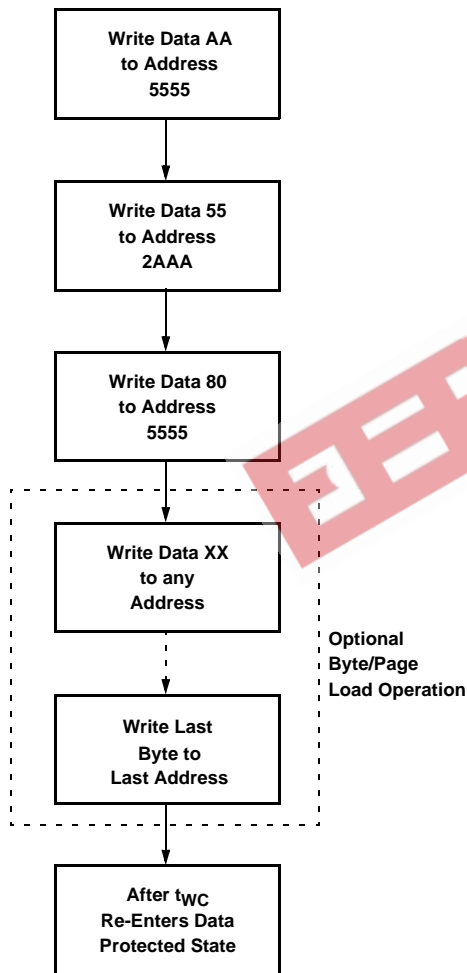 Write Data AA
to Address
5555
Write Data 55
to Address
2AAA
Write Data 80
to Address
5555
Write Data XX
to any
Address
Optional
Byte/Page
Load Operation
Write Last
Byte to
Last Address
After tWC
Re-Enters Data
Protected State